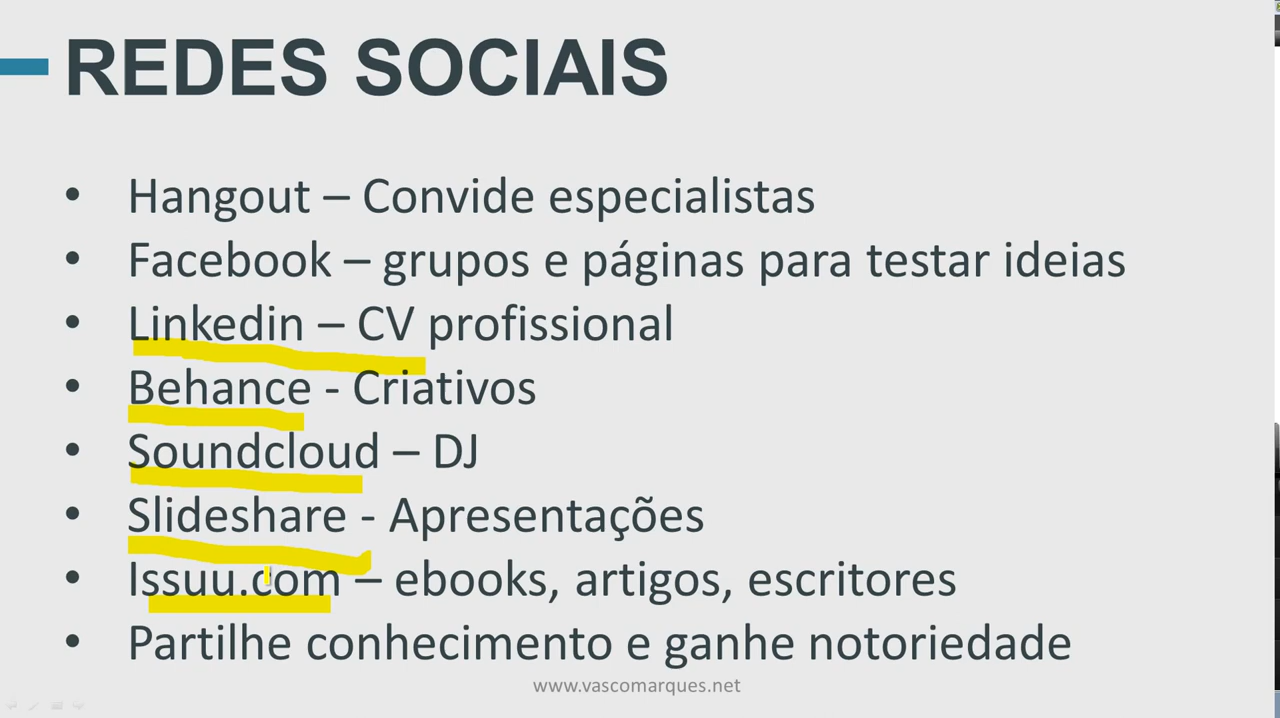 REDES SOCIAIS
• Hangout – Convide especialistas
• Facebook – grupos e páginas para testar ideias
• Linkedin – CV profissional
• Behance - Criativos
• Soundcloud – DJ
• Slideshare - Apresentações
• Issuu.com – ebooks, artigos, escritores
• Partilhe conhecimento e ganhe notoriedade
www.vascomarques.net